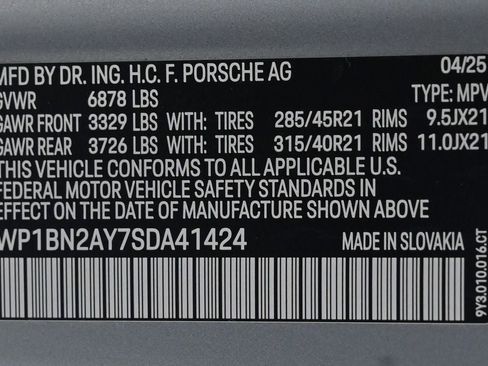 MFD BY DR. ING. H.C. F. PORSCHE AG 04/25
GVWR 6878 LBS TYPE: MPV
GAWR FRONT 3329 LBS WITH: TIRES 285/45R21 RIMS 9.5JX21
GAWR REAR 3726 LBS WITH: TIRES 315/40R21 RIMS 11.0JX21
THIS VEHICLE CONFORMS TO ALL APPLICABLE U.S.
FEDERAL MOTOR VEHICLE SAFETY STANDARDS IN
EFFECT ON THE DATE OF MANUFACTURE SHOWN ABOVE
WP1BN2AY7SDA41424 MADE IN SLOVAKIA
9Y3.010.016.CT